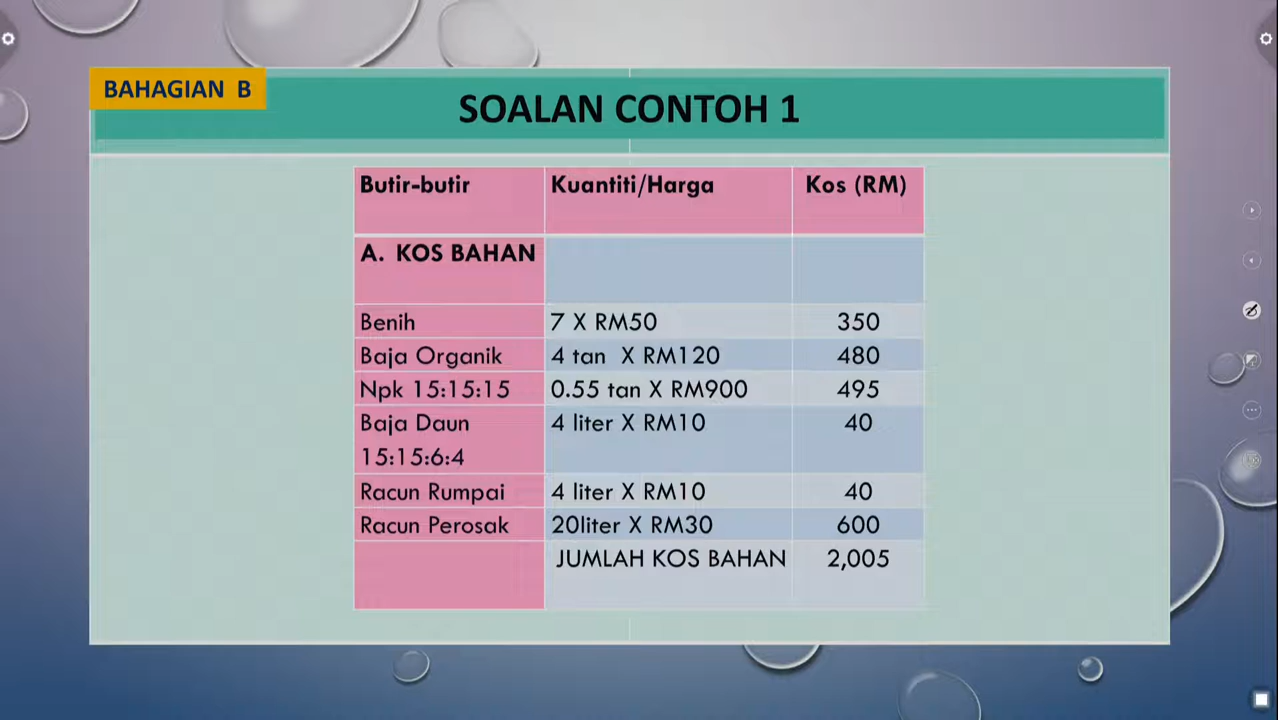 BAHAGIAN B
SOALAN CONTOH 1
Butir-butir Kuantiti/Harga Kos (RM)
A. KOS BAHAN
Benih 7 X RM50 350
Baja Organik 4 tan X RM120 480
Npk 15:15:15 0.55 tan X RM900 495
Baja Daun 4 liter X RM10 40
15:15:6:4
Racun Rumpai 4 liter X RM10 40
Racun Perosak 20liter X RM30 600
JUMLAH KOS BAHAN 2,005